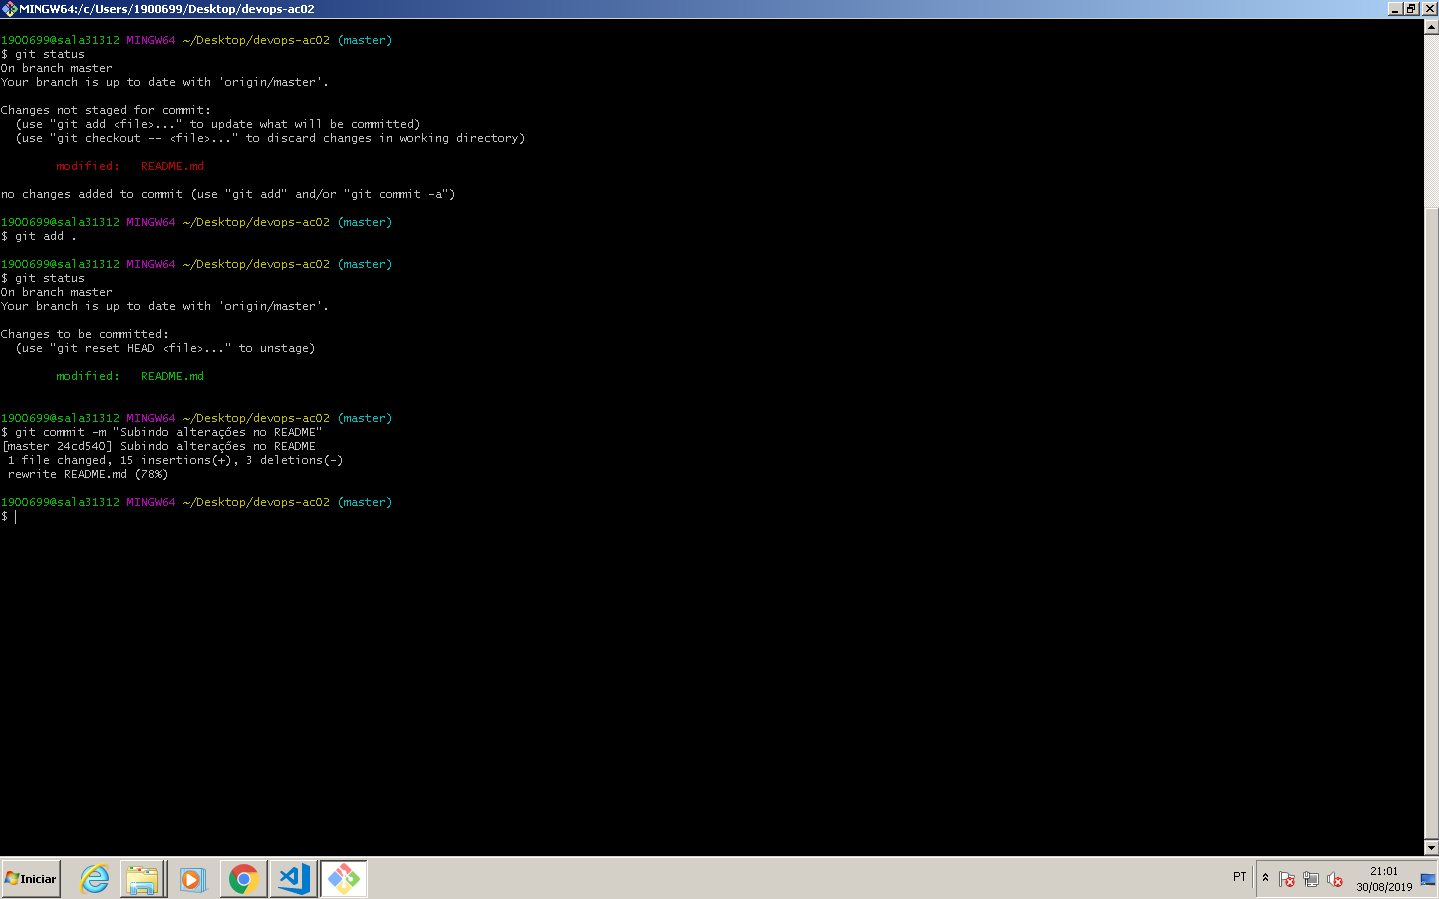 MINGW64:/c/Users/1900699/Desktop/devops-ac02
1900699@sala31312 MINGW64 ~/Desktop/devops-ac02 (master)
$ git status
On branch master
Your branch is up to date with 'origin/master'.
Changes not staged for commit:
(use "git add <file>..." to update what will be committed)
(use "git checkout -- <file>..." to discard changes in working directory)
modified: README.md
no changes added to commit (use "git add" and/or "git commit -a")
1900699@sala31312 MINGW64 ~/Desktop/devops-ac02 (master)
$ git add .
1900699@sala31312 MINGW64 ~/Desktop/devops-ac02 (master)
$ git status
On branch master
Your branch is up to date with 'origin/master'.
Changes to be committed:
(use "git reset HEAD <file>..." to unstage)
modified: README.md
1900699@sala31312 MINGW64 ~/Desktop/devops-ac02 (master)
$ git commit -m "Subindo alterações no README"
[master 24cd540] Subindo alterações no README
1 file changed, 15 insertions(+), 3 deletions(-)
rewrite README.md (78%)
1900699@sala31312 MINGW64 ~/Desktop/devops-ac02 (master)
$
Iniciar
PT
21:01
30/08/2019